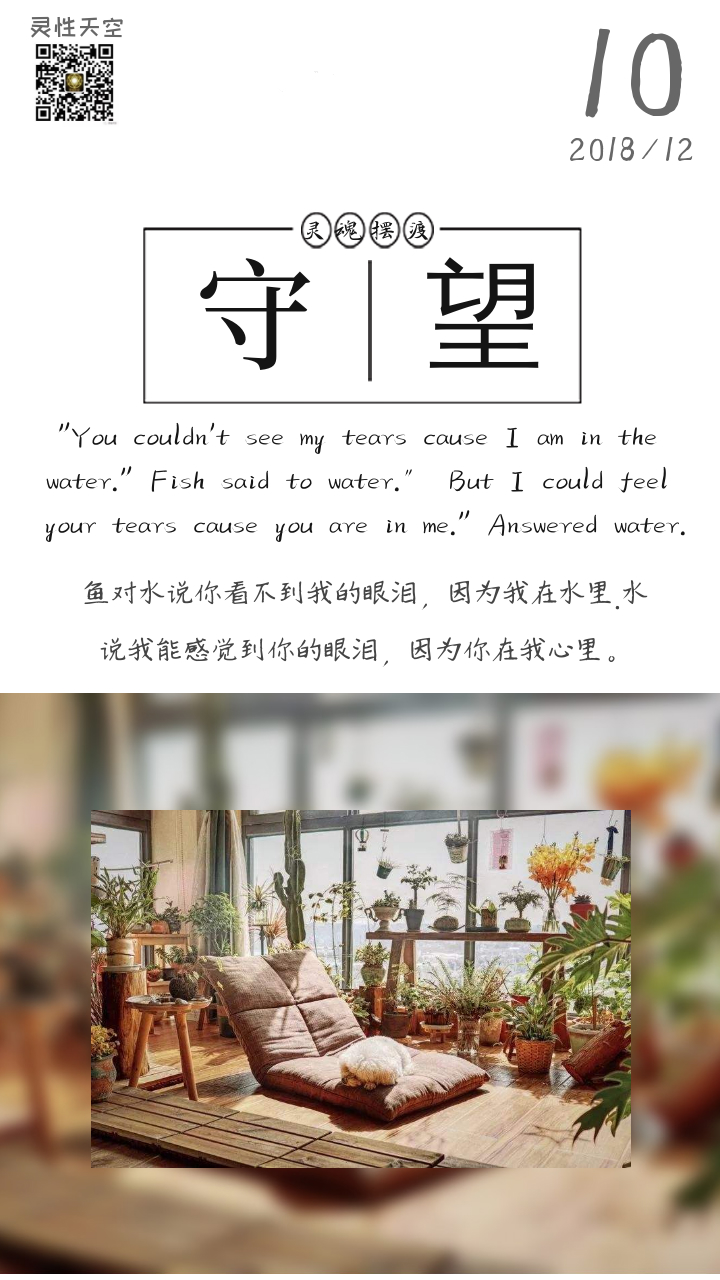 灵性天空
10
2018/12
灵魂摆渡
守 | 望
"You couldn't see my tears cause I am in the
water." Fish said to water." But I could feel
your tears cause you are in me." Answered water.
鱼对水说你看不到我的眼泪，因为我在水里.水
说我能感觉到你的眼泪，因为你在我心里。